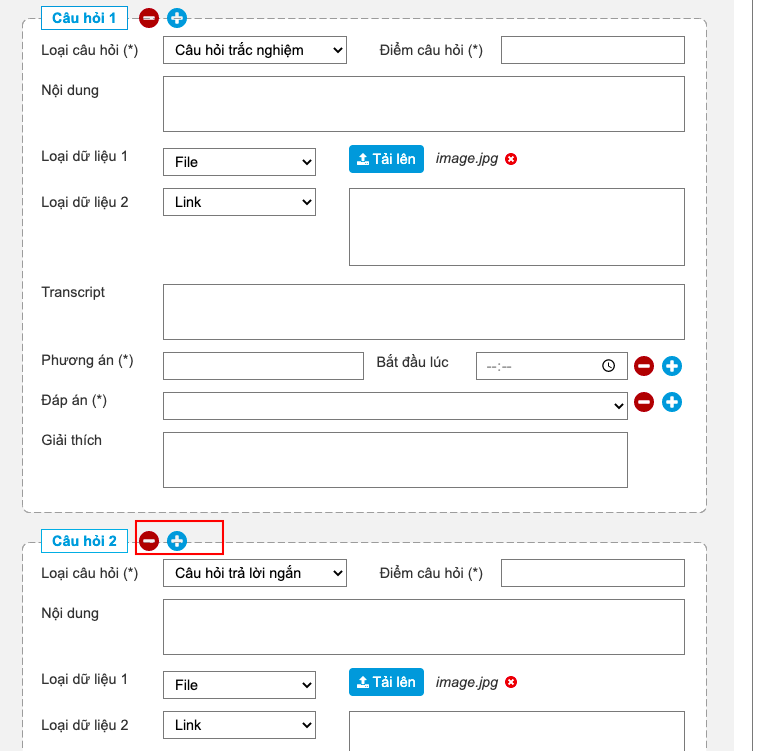 Câu hỏi 1
Loại câu hỏi (*) Câu hỏi trắc nghiệm Điểm câu hỏi (*)
Nội dung
Loại dữ liệu 1 File Tải lên image.jpg
Loại dữ liệu 2 Link
Transcript
Phương án (*) Bắt đầu lúc --:--
Đáp án (*)
Giải thích
Câu hỏi 2
Loại câu hỏi (*) Câu hỏi trả lời ngắn Điểm câu hỏi (*)
Nội dung
Loại dữ liệu 1 File Tải lên image.jpg
Loại dữ liệu 2 Link